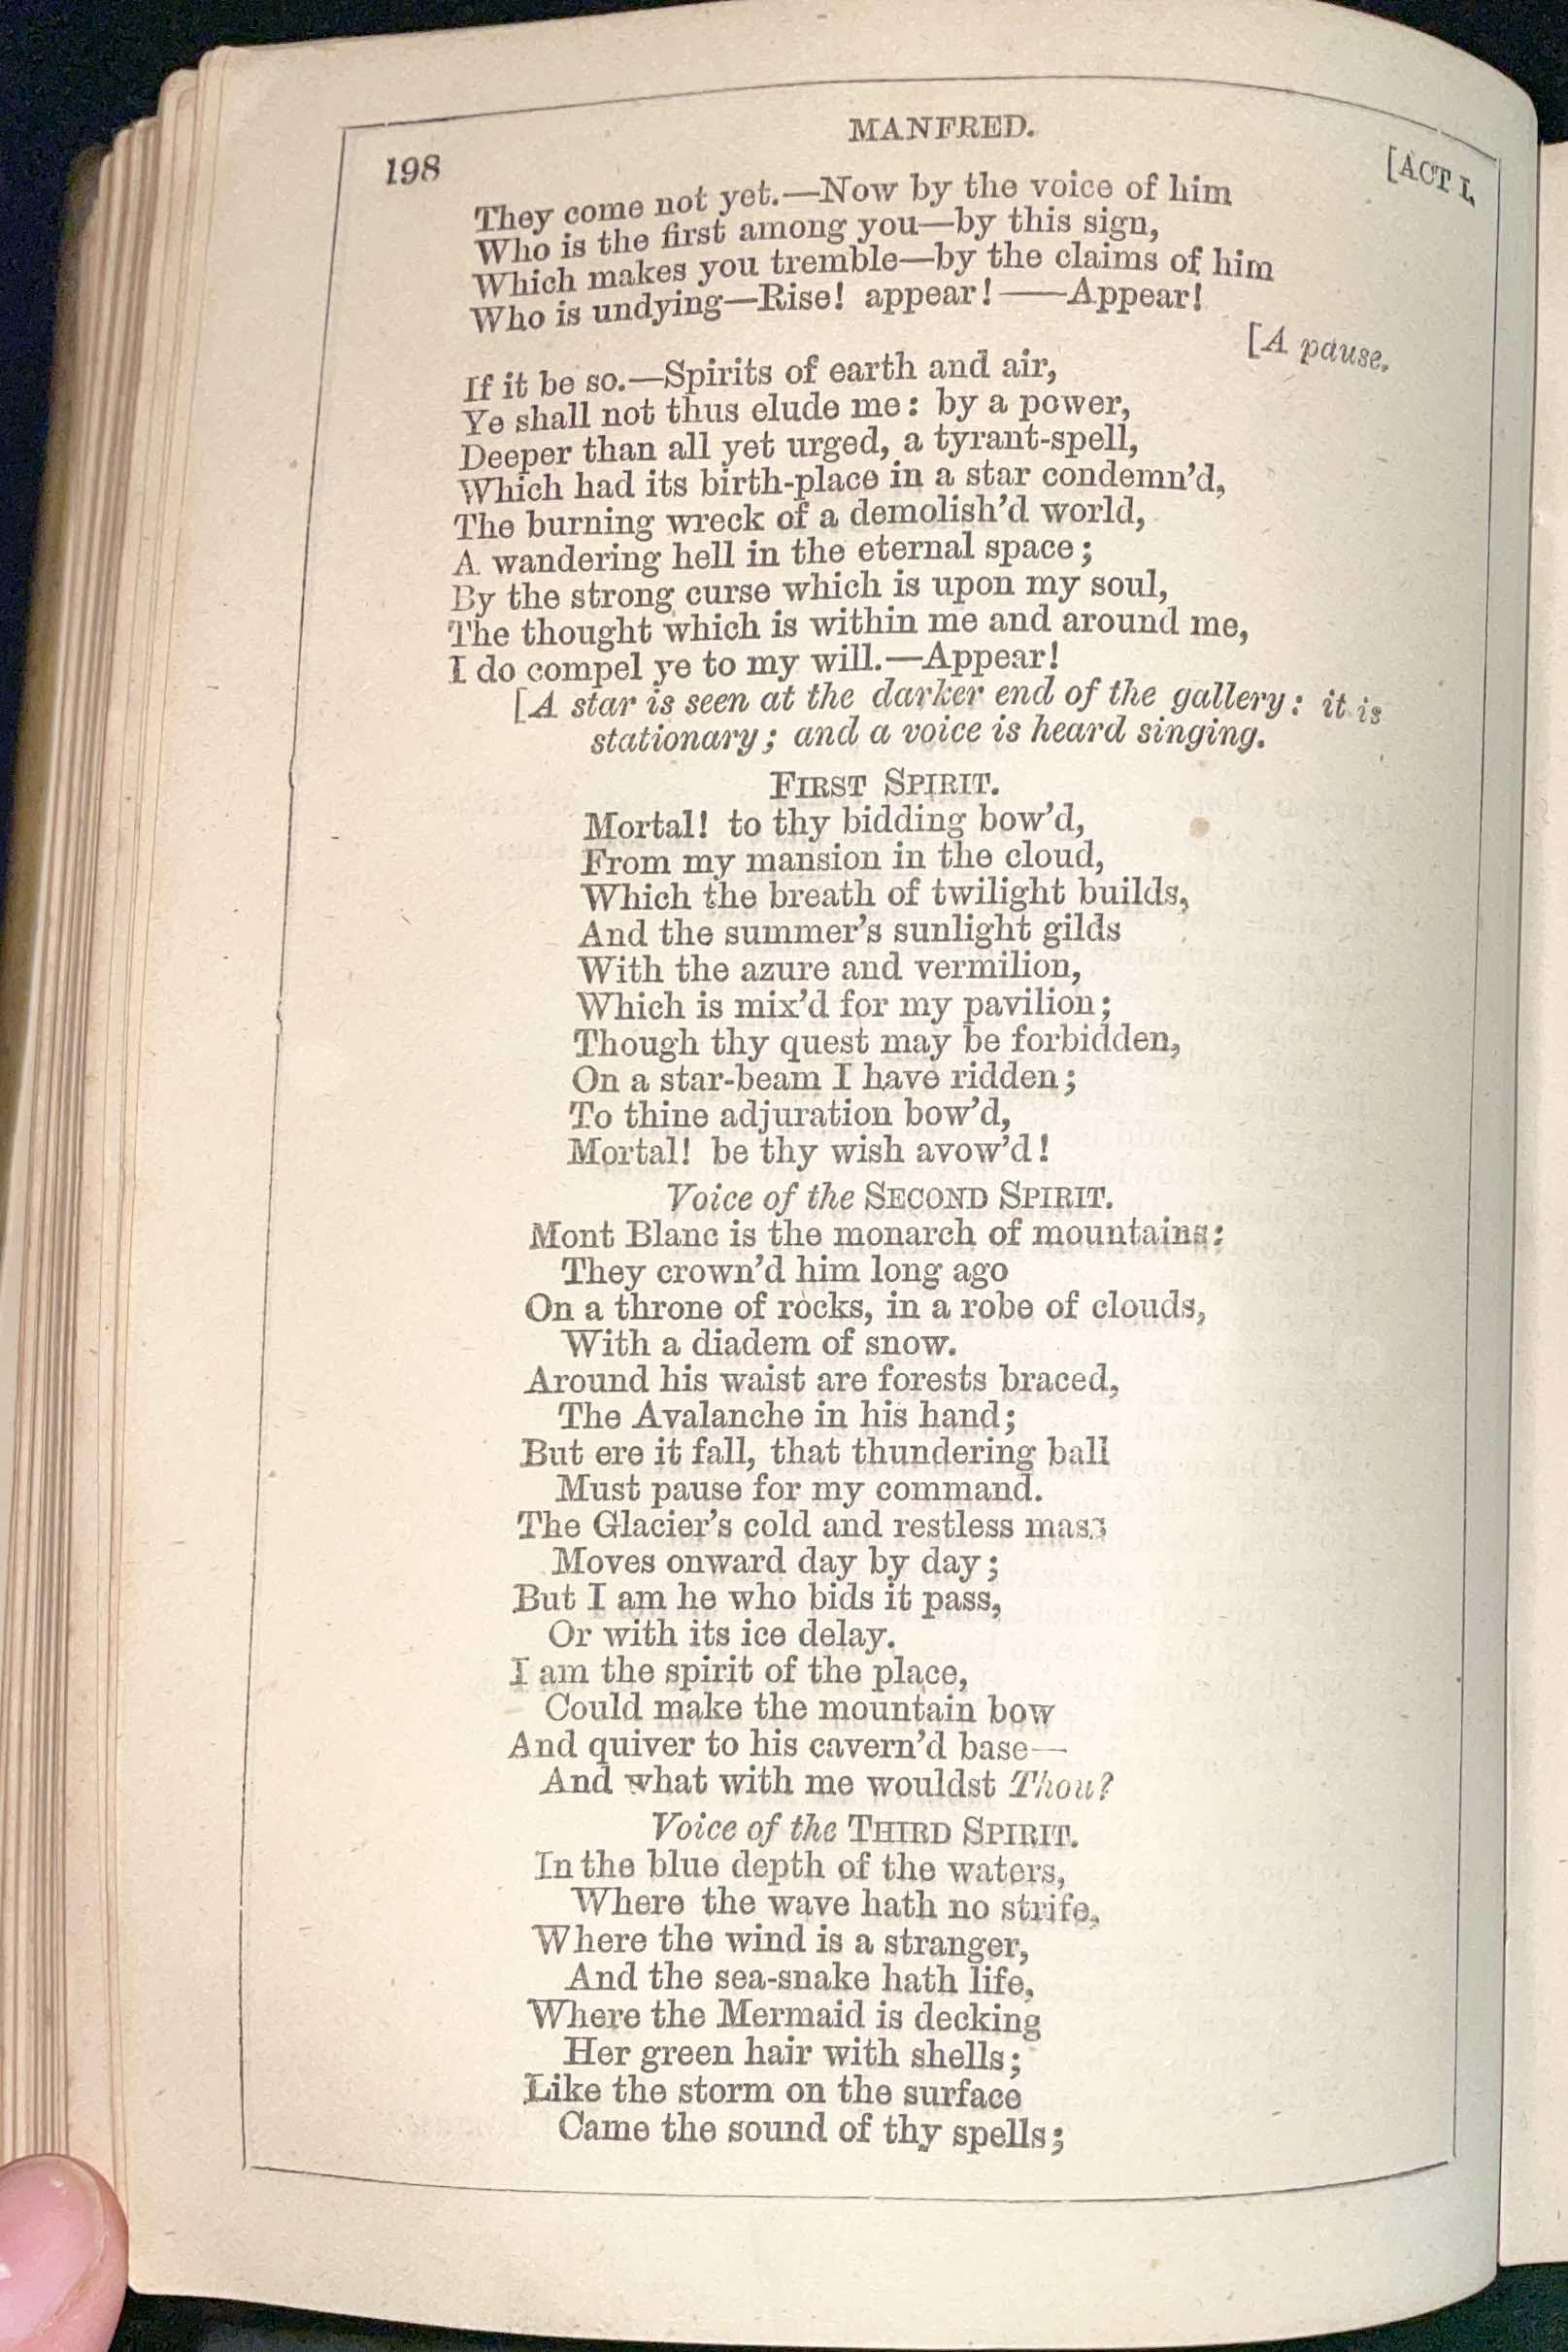 MANFRED.
198
[ACT I.
They come not yet.—Now by the voice of him
Who is the first among you—by this sign,
Which makes you tremble—by the claims of him
Who is undying—Rise! appear!——Appear!
[A pause.
If it be so.—Spirits of earth and air,
Ye shall not thus elude me: by a power,
Deeper than all yet urged, a tyrant-spell,
Which had its birth-place in a star condemn'd,
The burning wreck of a demolish'd world,
A wandering hell in the eternal space;
By the strong curse which is upon my soul,
The thought which is within me and around me,
I do compel ye to my will.—Appear!
[A star is seen at the darker end of the gallery: it is
stationary; and a voice is heard singing.
FIRST SPIRIT.
Mortal! to thy bidding bow'd,
From my mansion in the cloud,
Which the breath of twilight builds,
And the summer's sunlight gilds
With the azure and vermilion,
Which is mix'd for my pavilion;
Though thy quest may be forbidden,
On a star-beam I have ridden;
To thine adjuration bow'd,
Mortal! be thy wish avow'd!
Voice of the SECOND SPIRIT.
Mont Blanc is the monarch of mountains:
They crown'd him long ago
On a throne of rocks, in a robe of clouds,
With a diadem of snow.
Around his waist are forests braced,
The Avalanche in his hand;
But ere it fall, that thundering ball
Must pause for my command.
The Glacier's cold and restless mass
Moves onward day by day;
But I am he who bids it pass,
Or with its ice delay.
I am the spirit of the place,
Could make the mountain bow
And quiver to his cavern'd base—
And what with me wouldst Thou?
Voice of the THIRD SPIRIT.
In the blue depth of the waters,
Where the wave hath no strife,
Where the wind is a stranger,
And the sea-snake hath life,
Where the Mermaid is decking
Her green hair with shells;
Like the storm on the surface
Came the sound of thy spells;